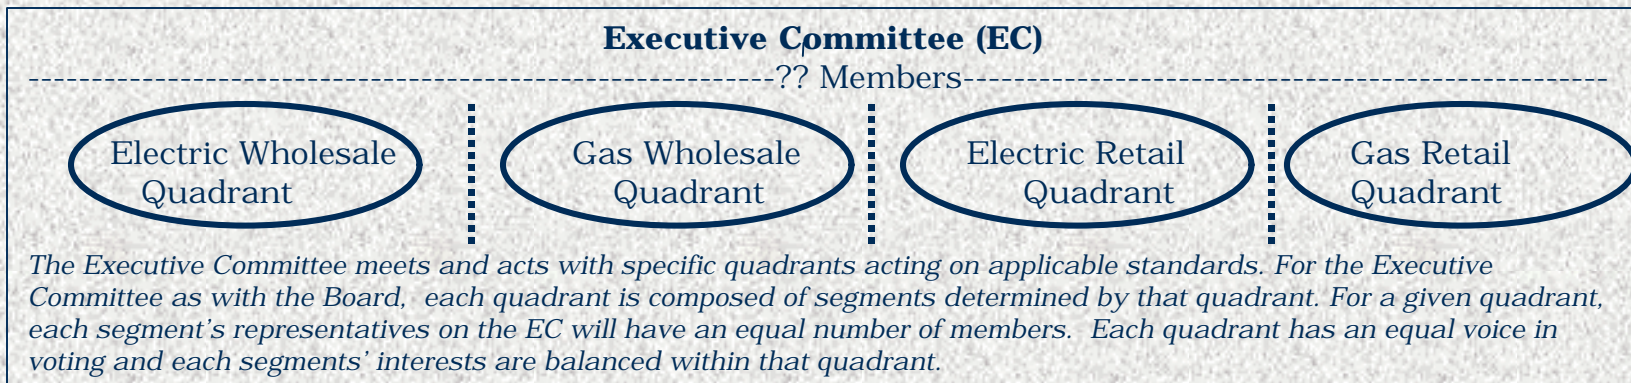 Executive Committee (EC)
--------------------------------------------------------------?? Members------------------------------------------------------
Electric Wholesale Quadrant
Gas Wholesale Quadrant
Electric Retail Quadrant
Gas Retail Quadrant
The Executive Committee meets and acts with specific quadrants acting on applicable standards. For the Executive
Committee as with the Board,  each quadrant is composed of segments determined by that quadrant. For a given quadrant,
each segment's representatives on the EC will have an equal number of members.  Each quadrant has an equal voice in
voting and each segments' interests are balanced within that quadrant.